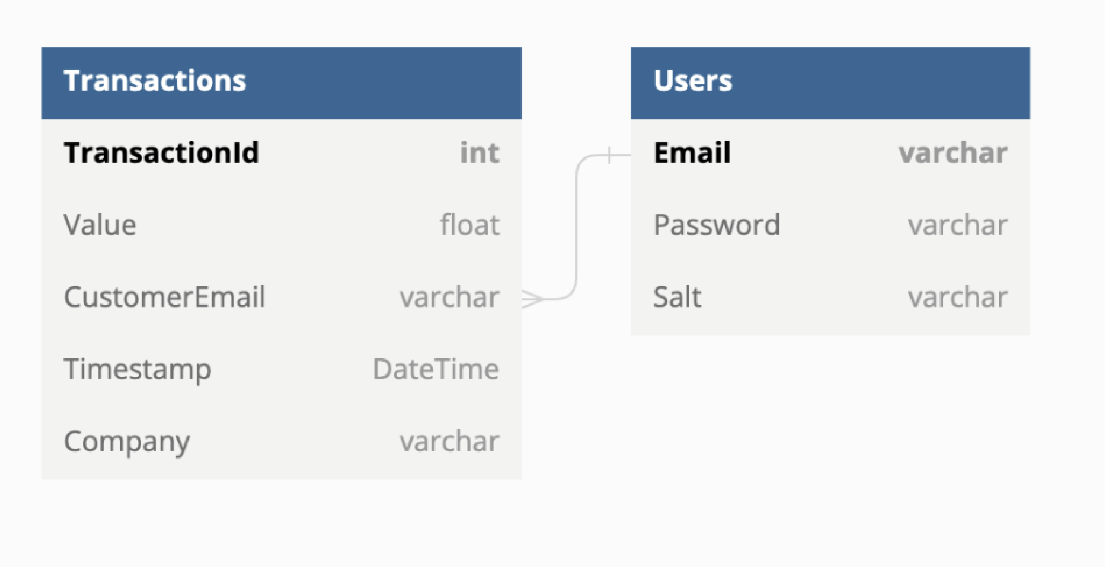 Transactions
TransactionId int
Value float
CustomerEmail varchar
Timestamp DateTime
Company varchar
Users
Email varchar
Password varchar
Salt varchar